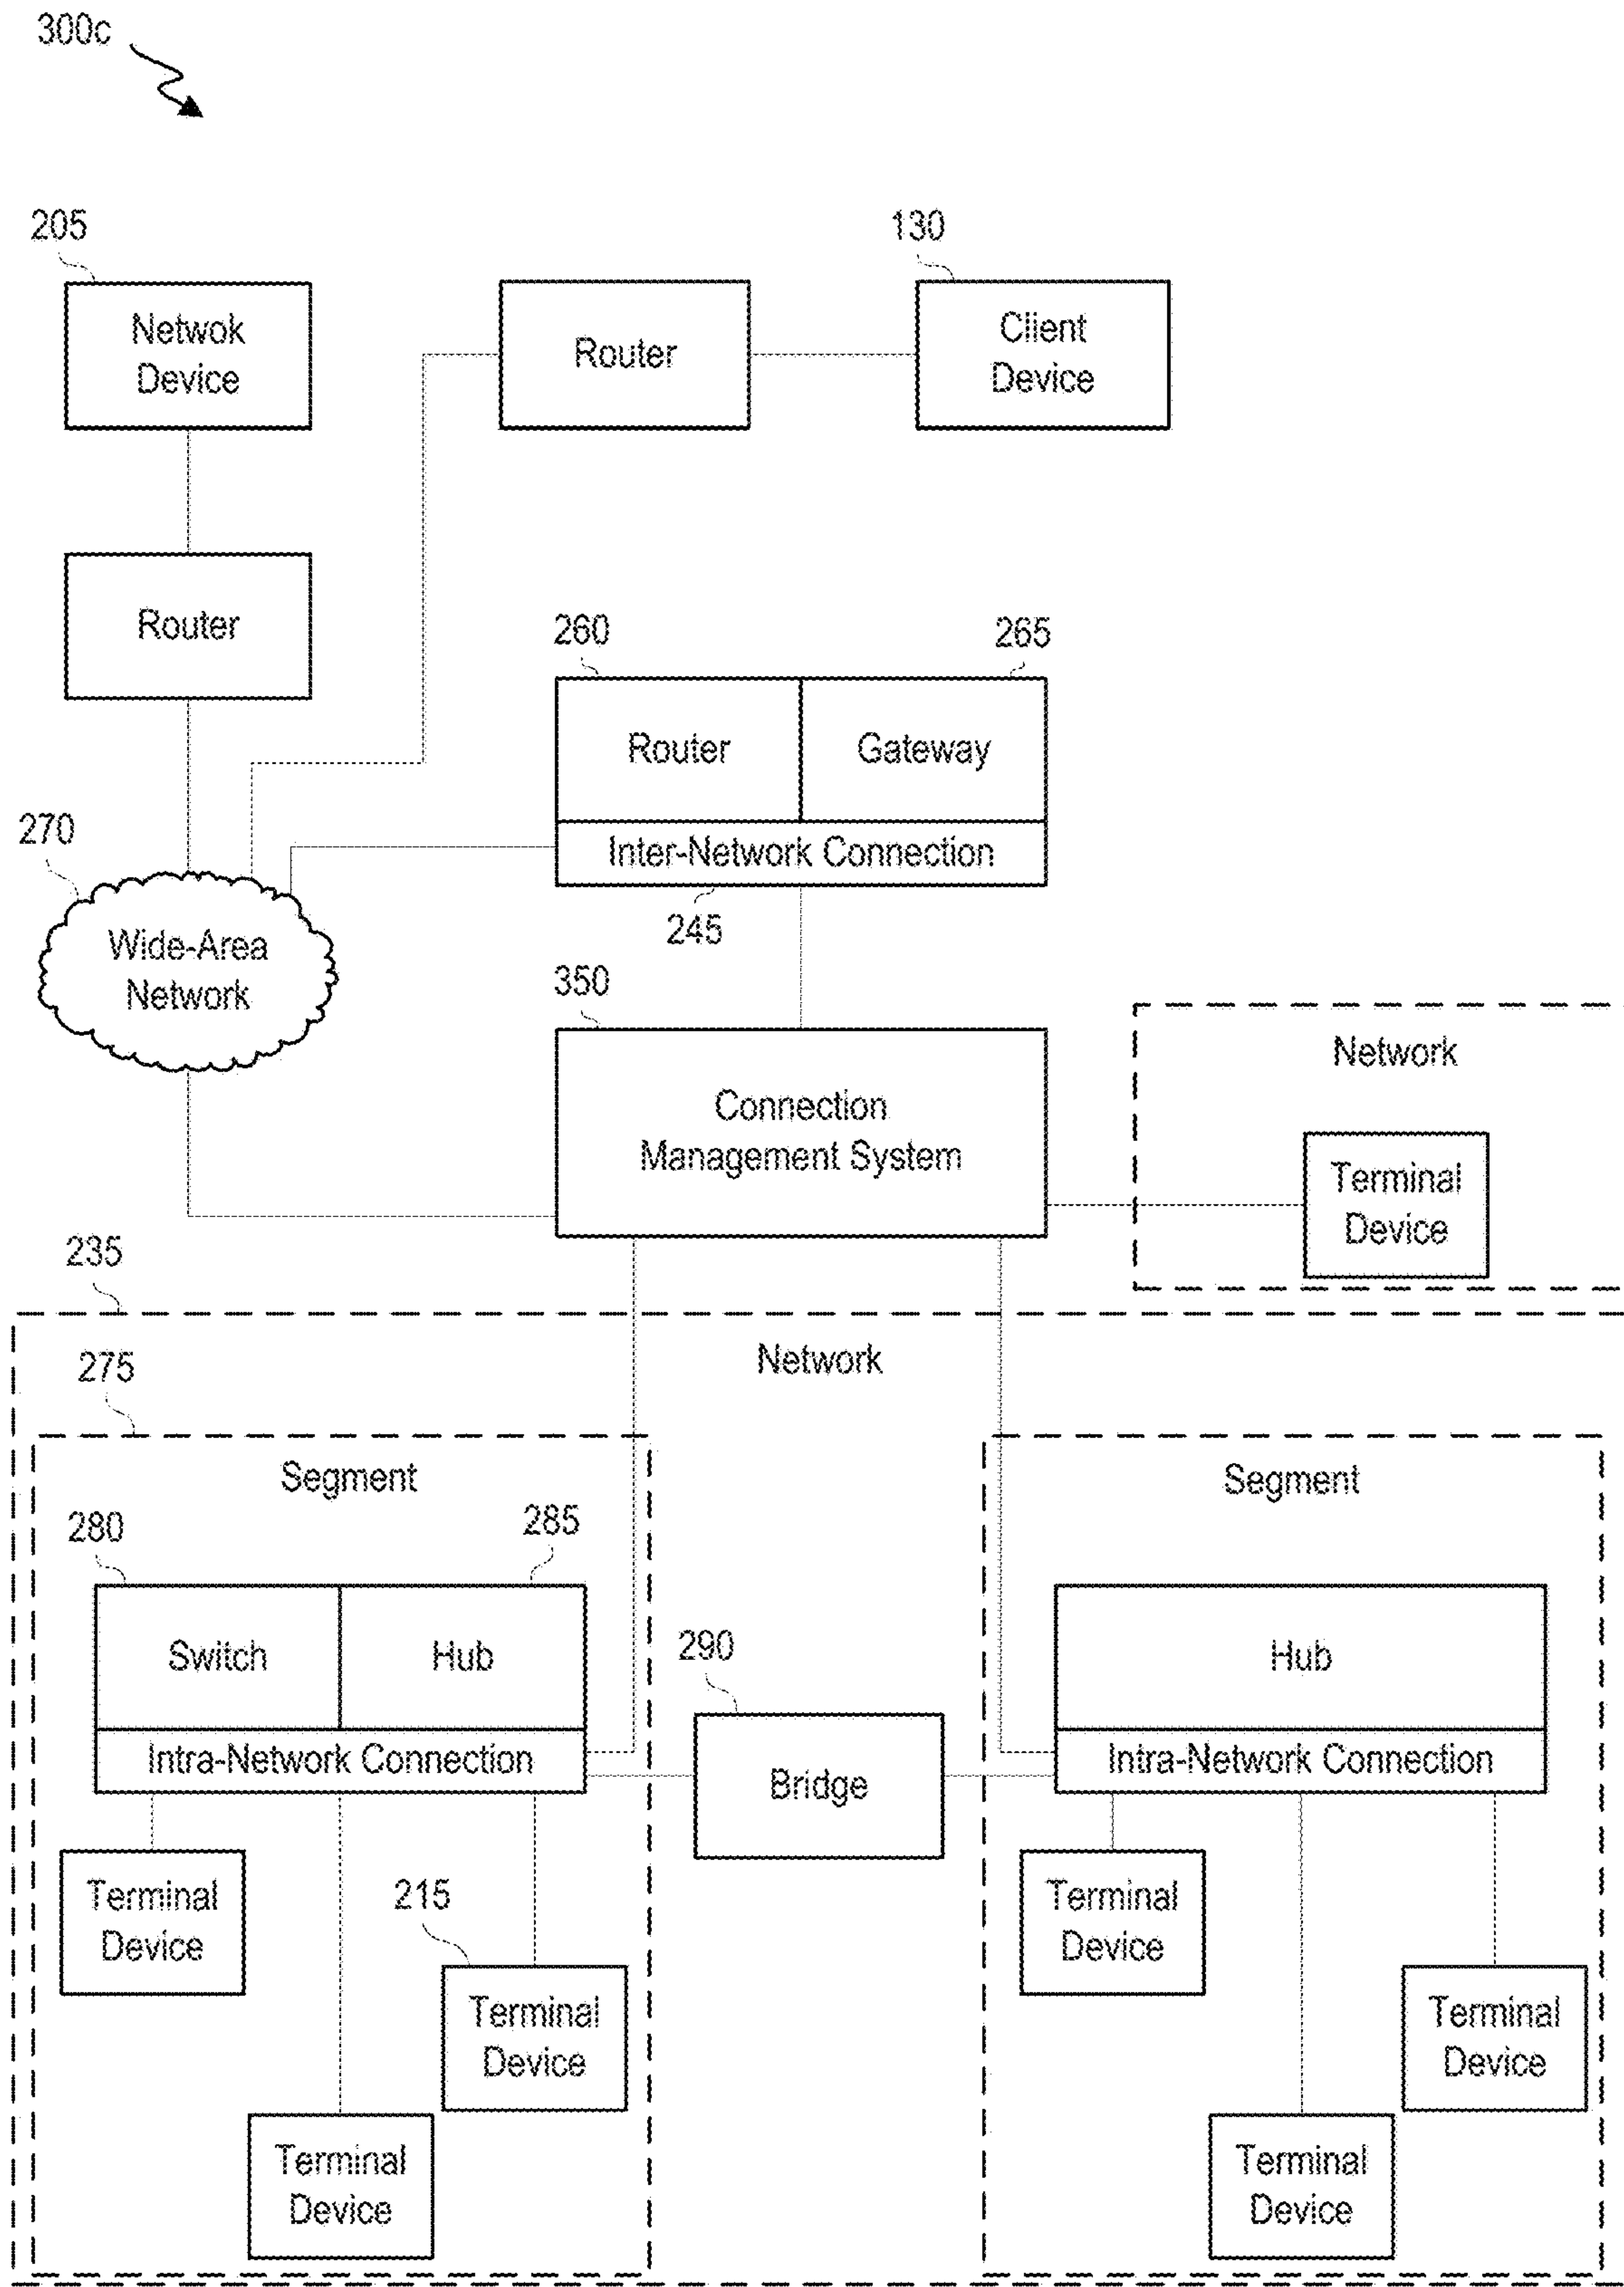 300c
205
130
Netwok
Device
Router
Client
Device
Router
260
265
Router
Gateway
Inter-Network Connection
245
270
Wide-Area
Network
350
Connection
Management System
Network
Terminal
Device
235
Network
275
Segment
280
285
Switch
Hub
Intra-Network Connection
290
Bridge
Segment
Hub
Intra-Network Connection
Terminal
Device
215
Terminal
Device
Terminal
Device
Terminal
Device
Terminal
Device
Terminal
Device